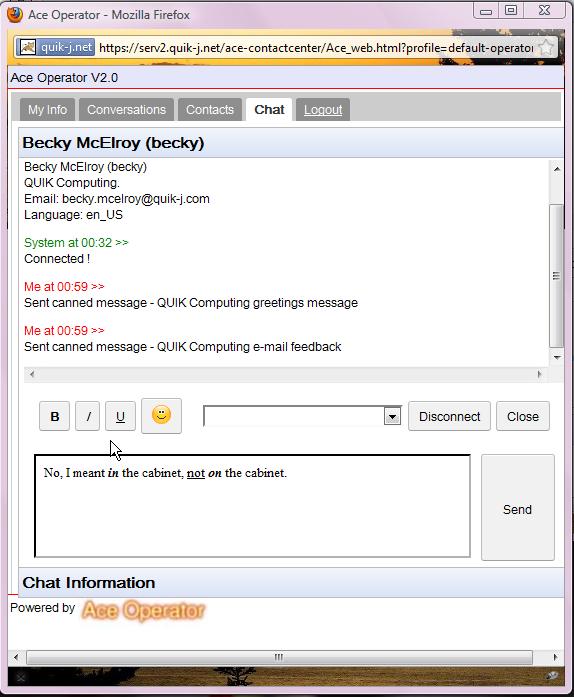 Ace Operator - Mozilla Firefox
quik-j.net https://serv2.quik-j.net/ace-contactcenter/Ace_web.html?profile=default-operator
Ace Operator V2.0
My Info Conversations Contacts Chat Logout
Becky McElroy (becky)
Becky McElroy (becky)
QUIK Computing.
Email: becky.mcelroy@quik-j.com
Language: en_US
System at 00:32 >>
Connected !
Me at 00:59 >>
Sent canned message - QUIK Computing greetings message
Me at 00:59 >>
Sent canned message - QUIK Computing e-mail feedback
B I U Disconnect Close
No, I meant in the cabinet, not on the cabinet.
Send
Chat Information
Powered by Ace Operator